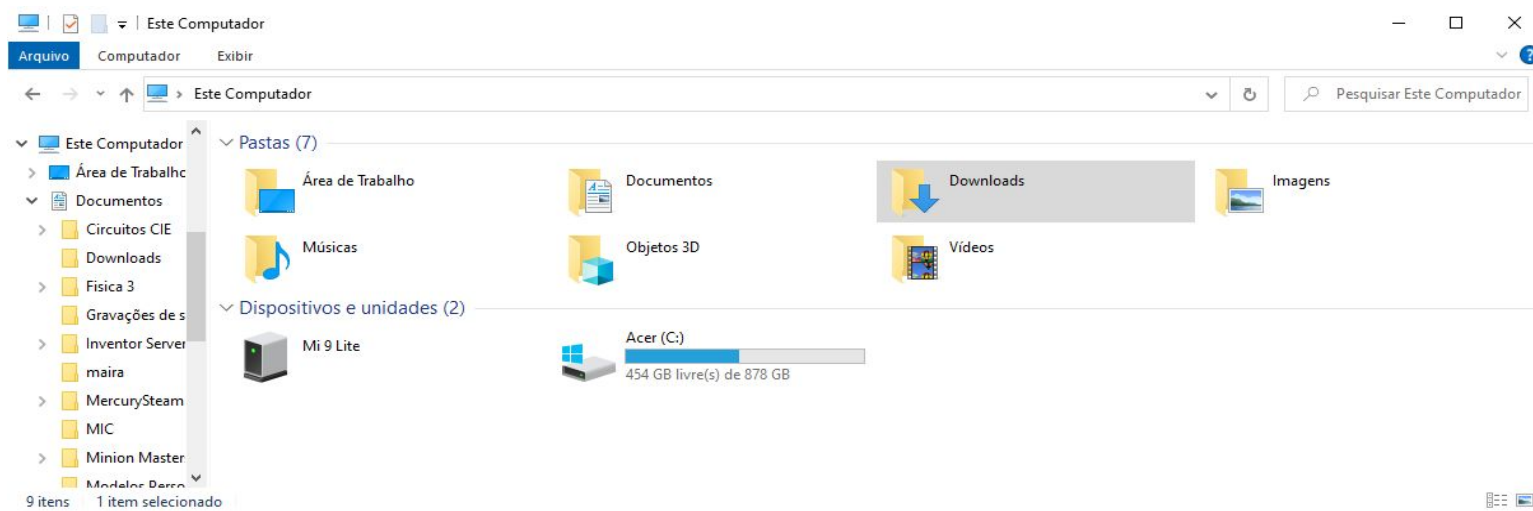 Este Computador
Arquivo Computador Exibir
Este Computador
Pesquisar Este Computador
Este Computador
Área de Trabalho
Documentos
Circuitos CIE
Downloads
Fisica 3
Gravações de s
Inventor Server
maira
MercurySteam
MIC
Minion Master
Modelos Perso
Pastas (7)
Área de Trabalho
Documentos
Downloads
Imagens
Músicas
Objetos 3D
Vídeos
Dispositivos e unidades (2)
Mi 9 Lite
Acer (C:)
454 GB livre(s) de 878 GB
9 itens 1 item selecionado